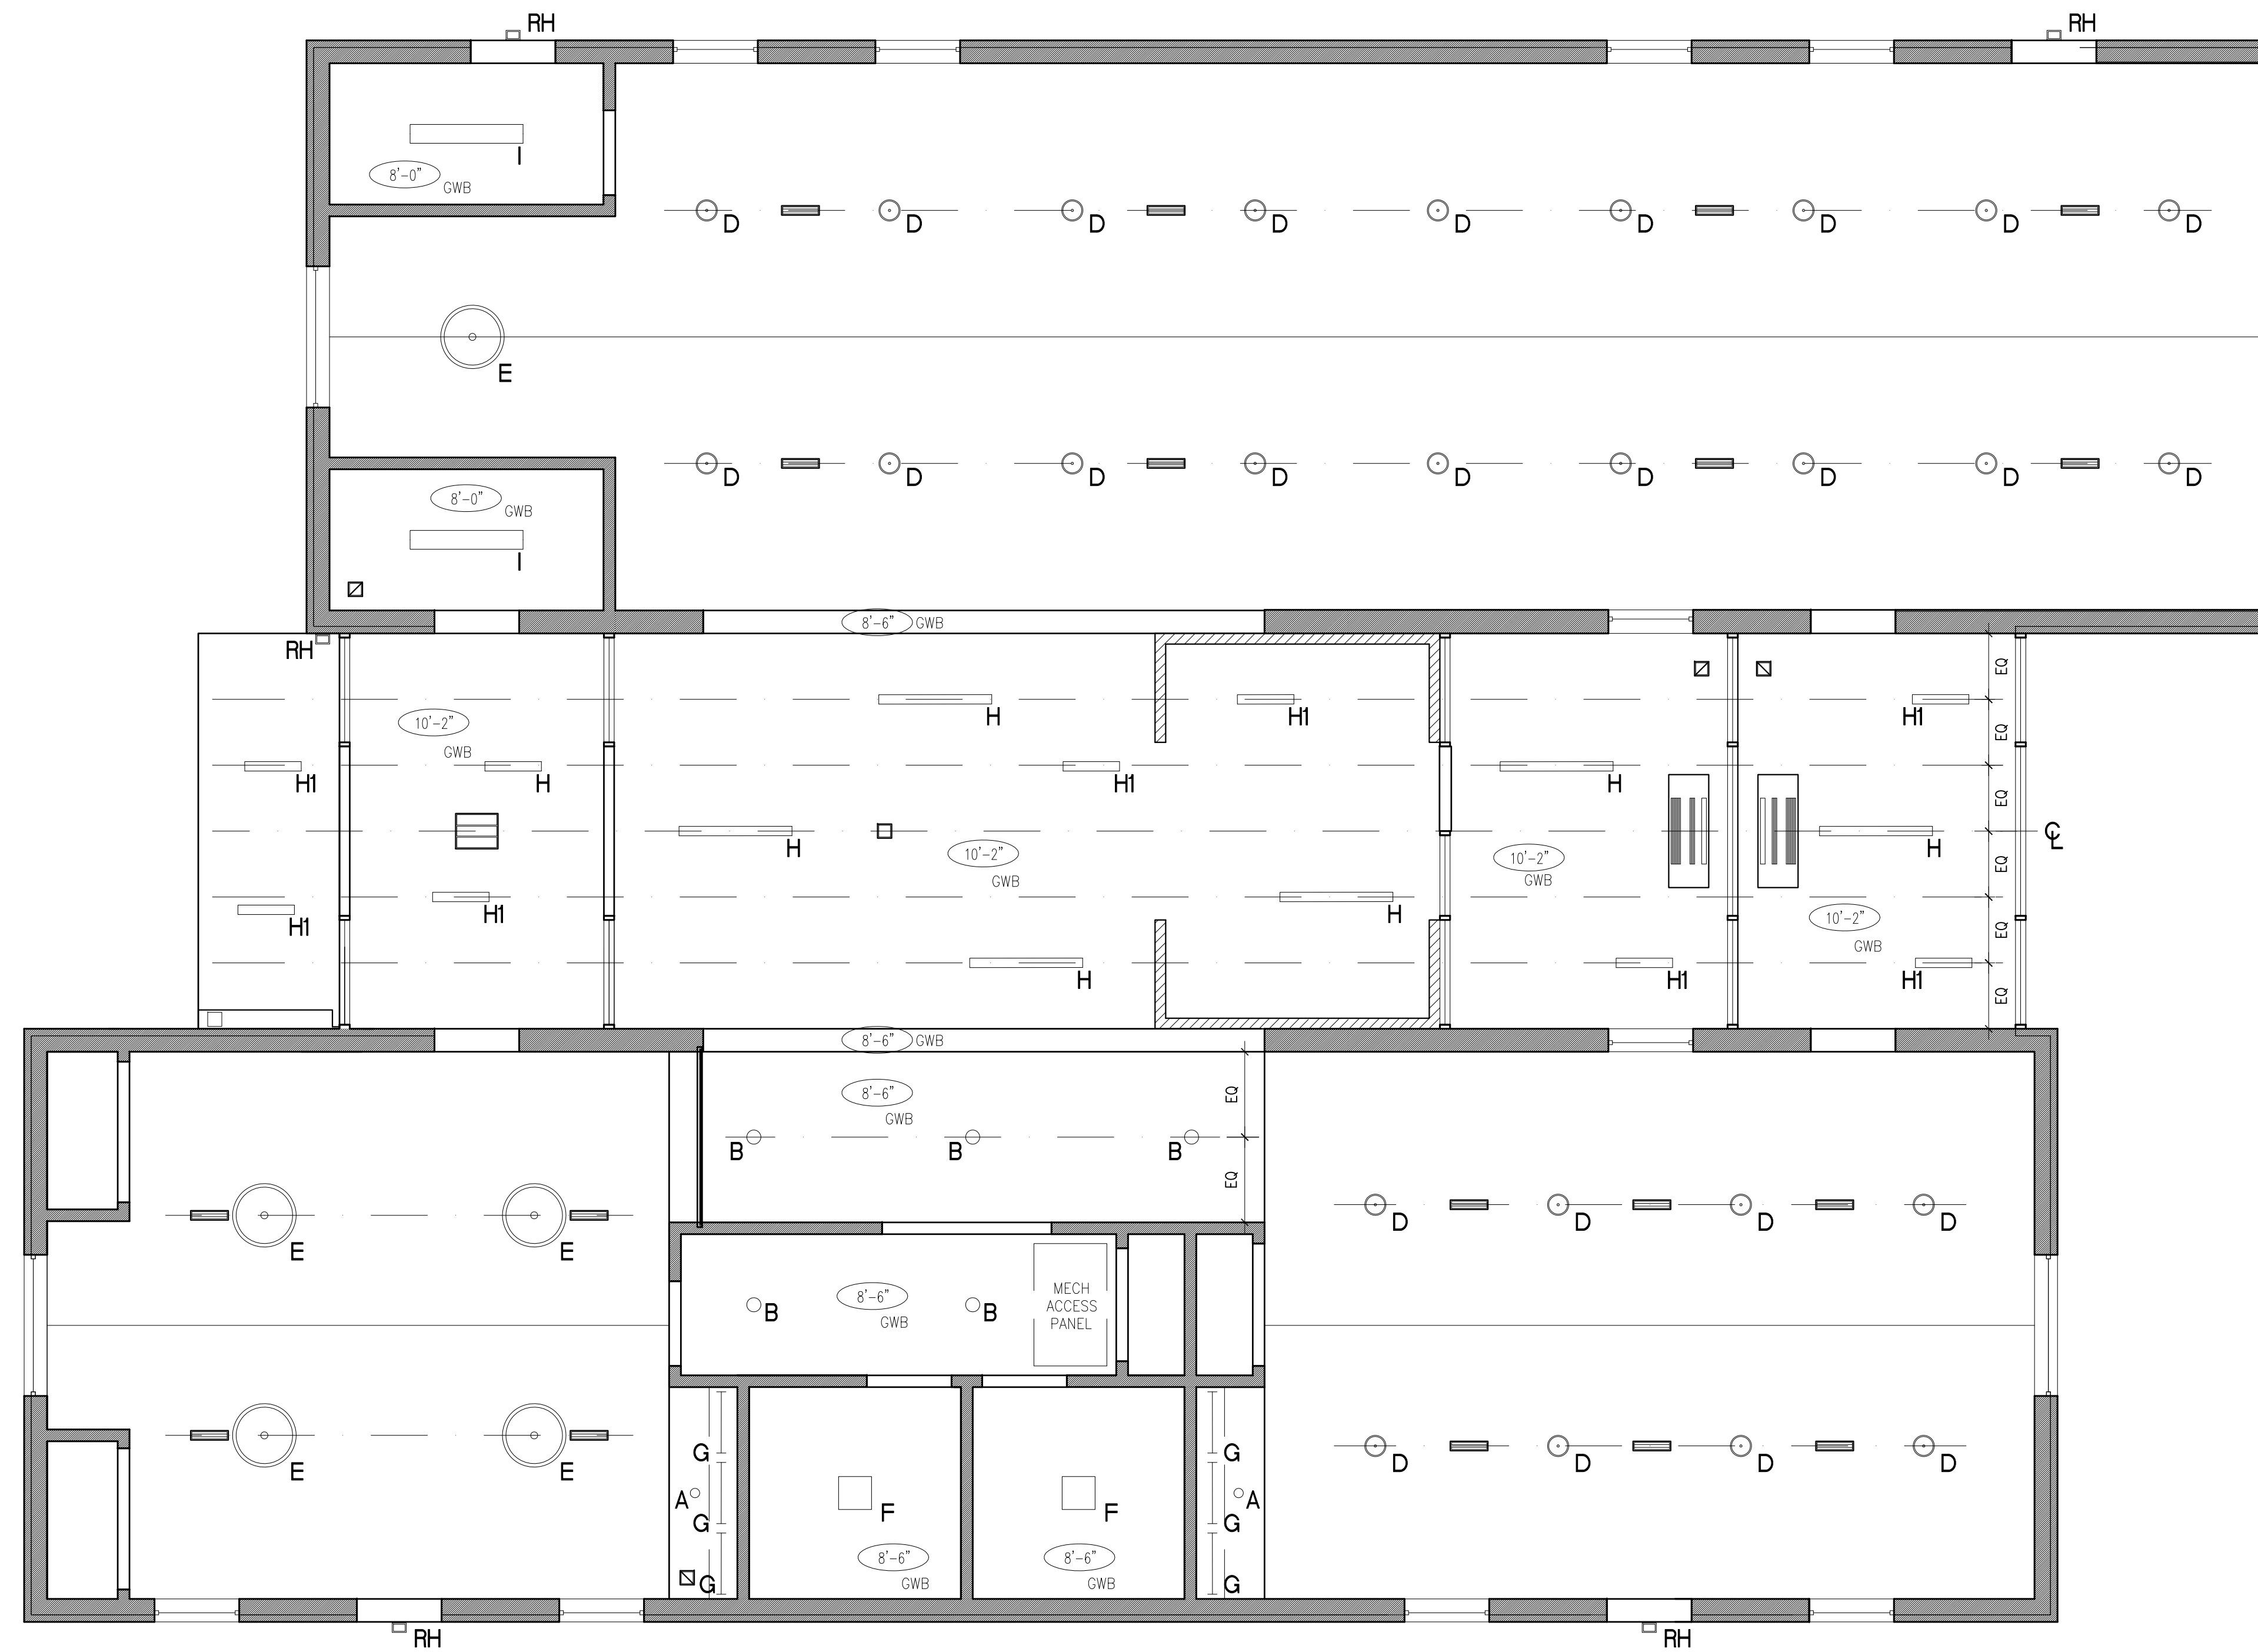 RH RH
I
8'-0"
GWB
D D D D D D D D D
E
D D D D D D D D D
8'-0"
GWB
I
8'-6" GWB
RH
EQ
10'-2"
GWB
H H1 H1
EQ
H1 H H1 H
EQ
H
10'-2"
GWB
10'-2"
GWB
H
℄
EQ
H1 H1 H
10'-2"
GWB
EQ
H H1 H1
EQ
8'-6" GWB
8'-6"
GWB
EQ
B B B
EQ
D D D D
E E
8'-6"
GWB
B B
MECH
ACCESS
PANEL
E E
G G
D D D D
A A
F F
G G
8'-6" 8'-6"
GWB GWB
G G
RH RH